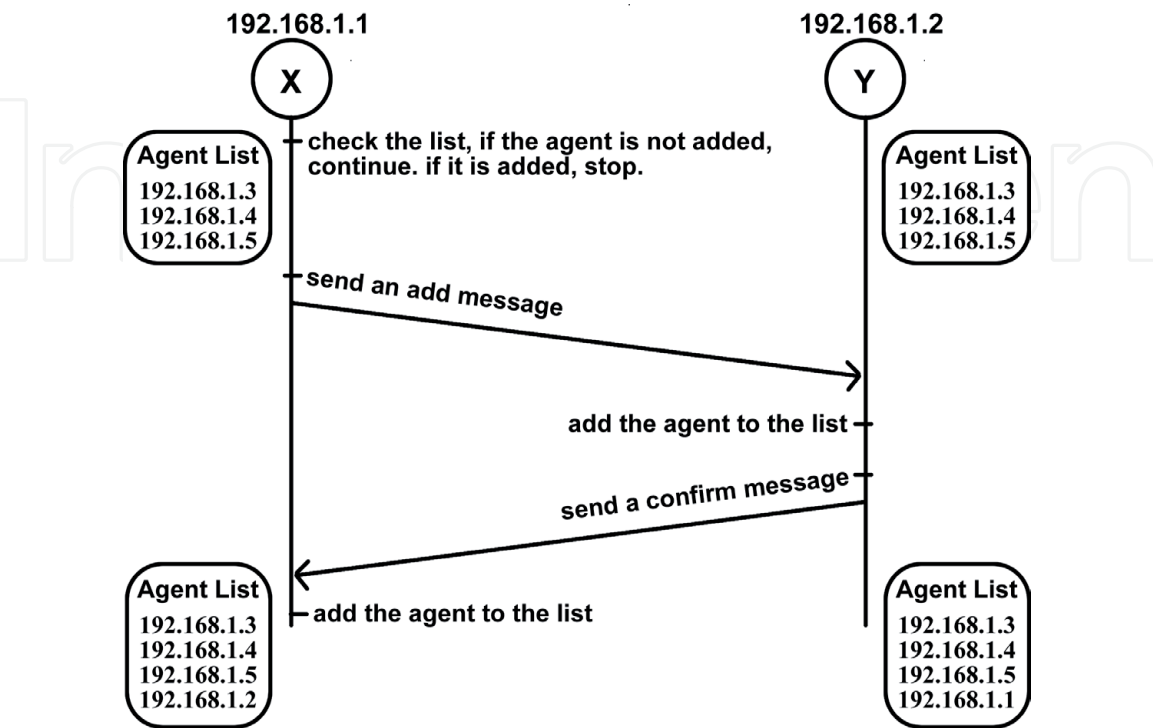 192.168.1.1
192.168.1.2
X
Y
check the list, if the agent is not added,
continue. if it is added, stop.
Agent List
192.168.1.3
192.168.1.4
192.168.1.5
Agent List
192.168.1.3
192.168.1.4
192.168.1.5
send an add message
add the agent to the list
send a confirm message
Agent List
192.168.1.3
192.168.1.4
192.168.1.5
192.168.1.2
add the agent to the list
Agent List
192.168.1.3
192.168.1.4
192.168.1.5
192.168.1.1